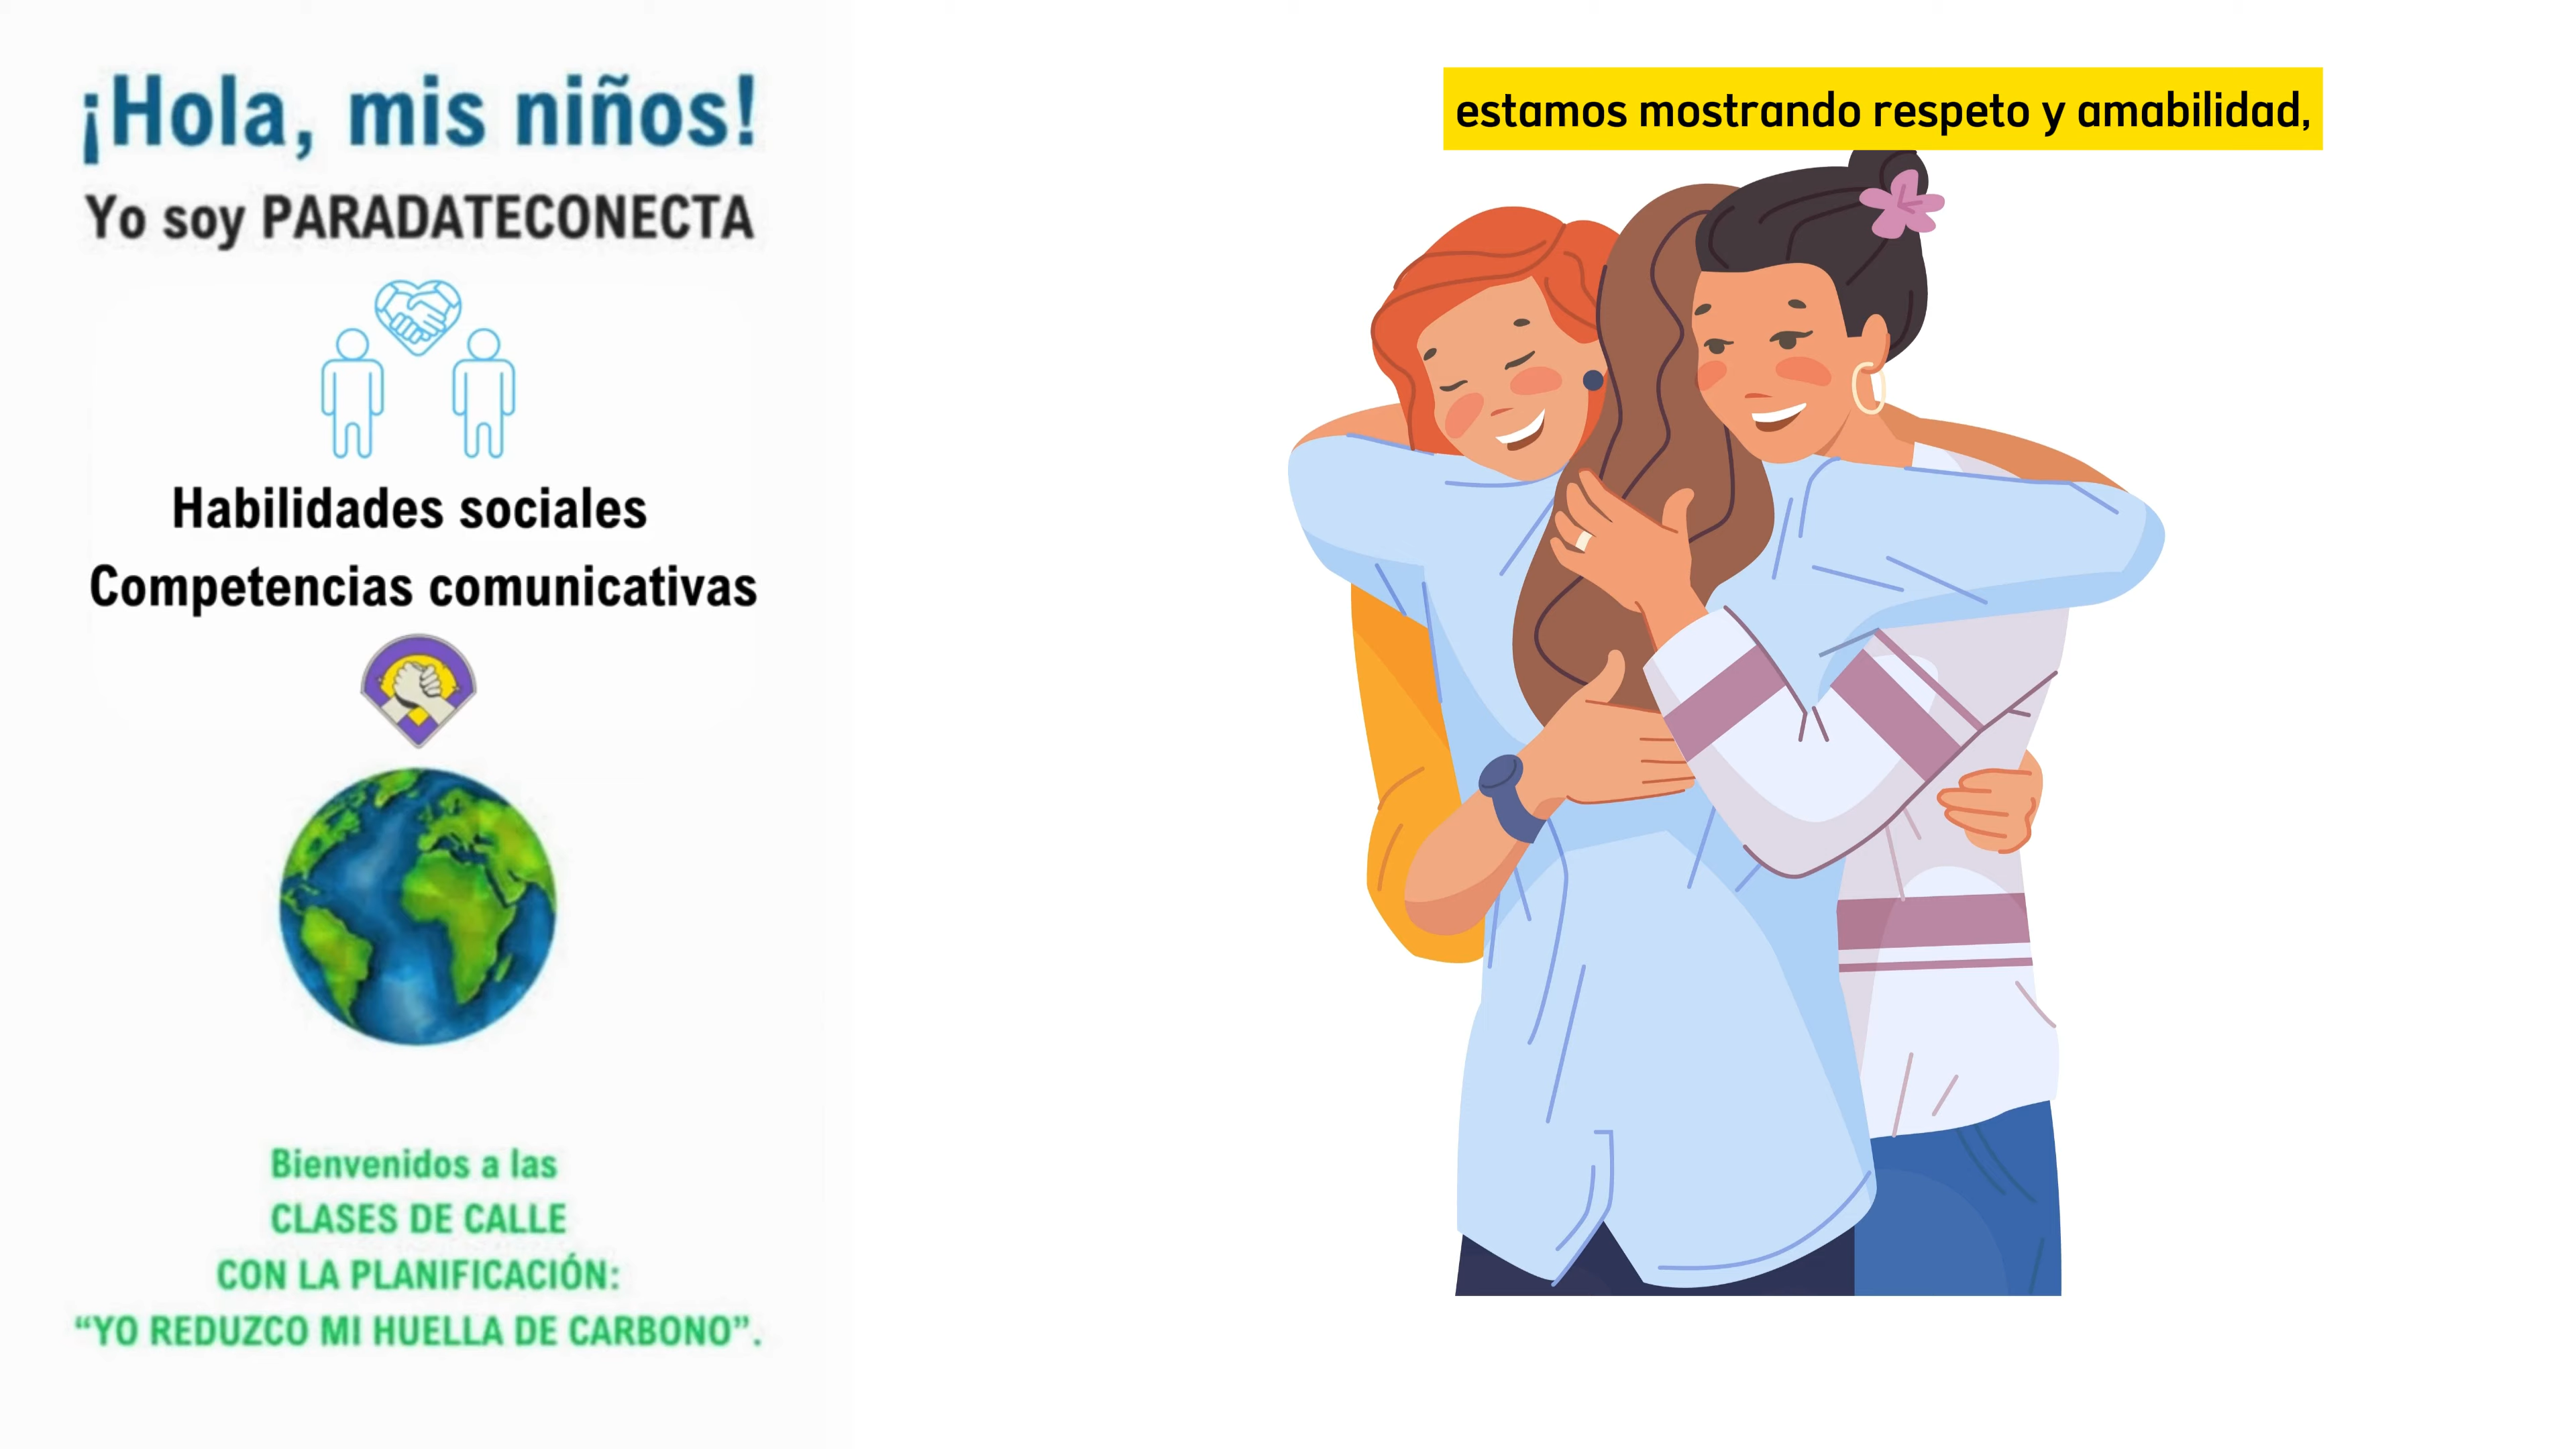 ¡Hola, mis niños!
Yo soy PARADATECONECTA
Habilidades sociales
Competencias comunicativas
Bienvenidos a las
CLASES DE CALLE
CON LA PLANIFICACIÓN:
“YO REDUZCO MI HUELLA DE CARBONO”.
estamos mostrando respeto y amabilidad,